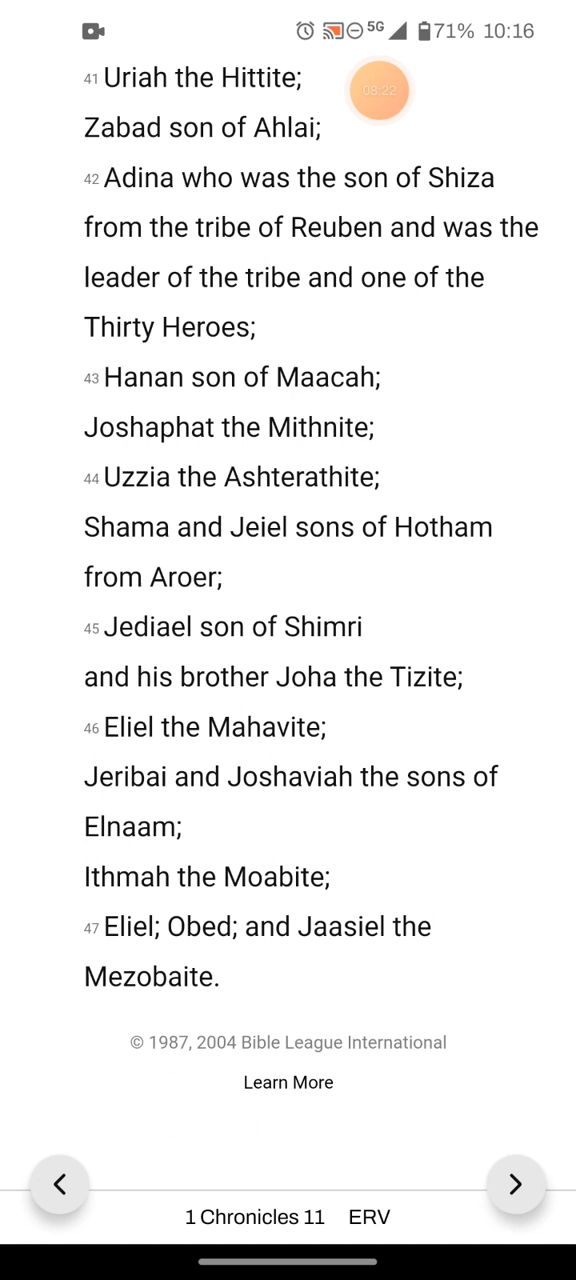 5G 71% 10:16
08:22
41 Uriah the Hittite;
Zabad son of Ahlai;
42 Adina who was the son of Shiza
from the tribe of Reuben and was the
leader of the tribe and one of the
Thirty Heroes;
43 Hanan son of Maacah;
Joshaphat the Mithnite;
44 Uzzia the Ashterathite;
Shama and Jeiel sons of Hotham
from Aroer;
45 Jediael son of Shimri
and his brother Joha the Tizite;
46 Eliel the Mahavite;
Jeribai and Joshaviah the sons of
Elnaam;
Ithmah the Moabite;
47 Eliel; Obed; and Jaasiel the
Mezobaite.
© 1987, 2004 Bible League International
Learn More
1 Chronicles 11 ERV